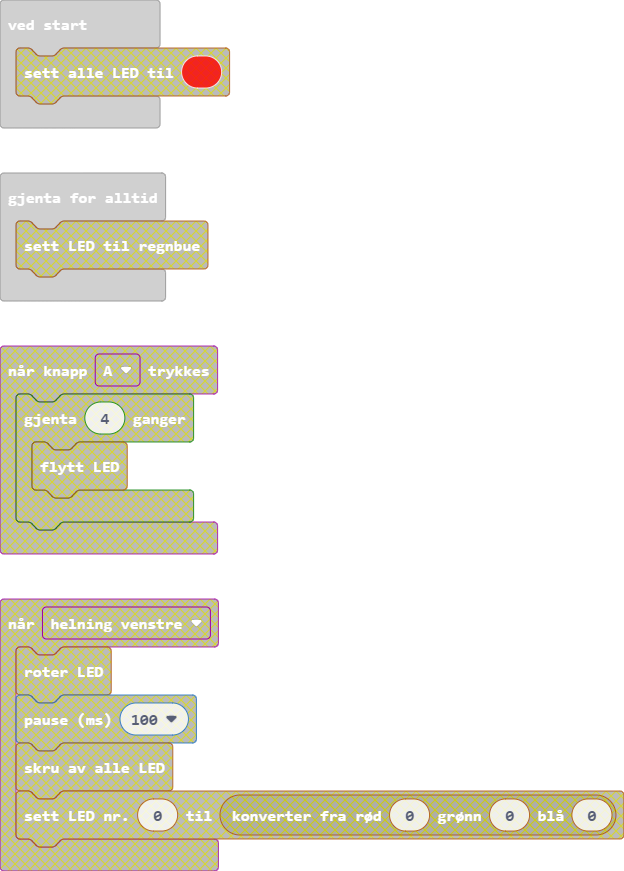 ved start
sett alle LED til
gjenta for alltid
sett LED til regnbue
når knapp A trykkes
gjenta 4 ganger
flytt LED
når helning venstre
roter LED
pause (ms) 100
skru av alle LED
sett LED nr. 0 til konverter fra rød 0 grønn 0 blå 0